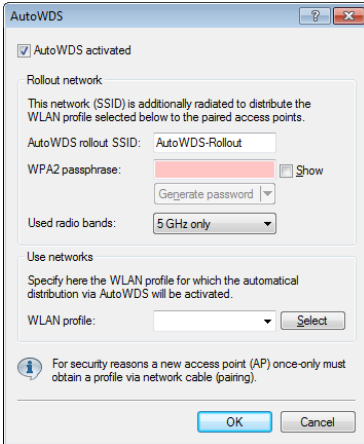 AutoWDS
AutoWDS activated
Rollout network
This network (SSID) is additionally radiated to distribute the
WLAN profile selected below to the paired access points.
AutoWDS rollout SSID: AutoWDS-Rollout
WPA2 passphrase: Show
Generate password
Used radio bands: 5 GHz only
Use networks
Specify here the WLAN profile for which the automatical
distribution via AutoWDS will be activated.
WLAN profile: Select
For security reasons a new access point (AP) once-only must
obtain a profile via network cable (pairing).
OK Cancel